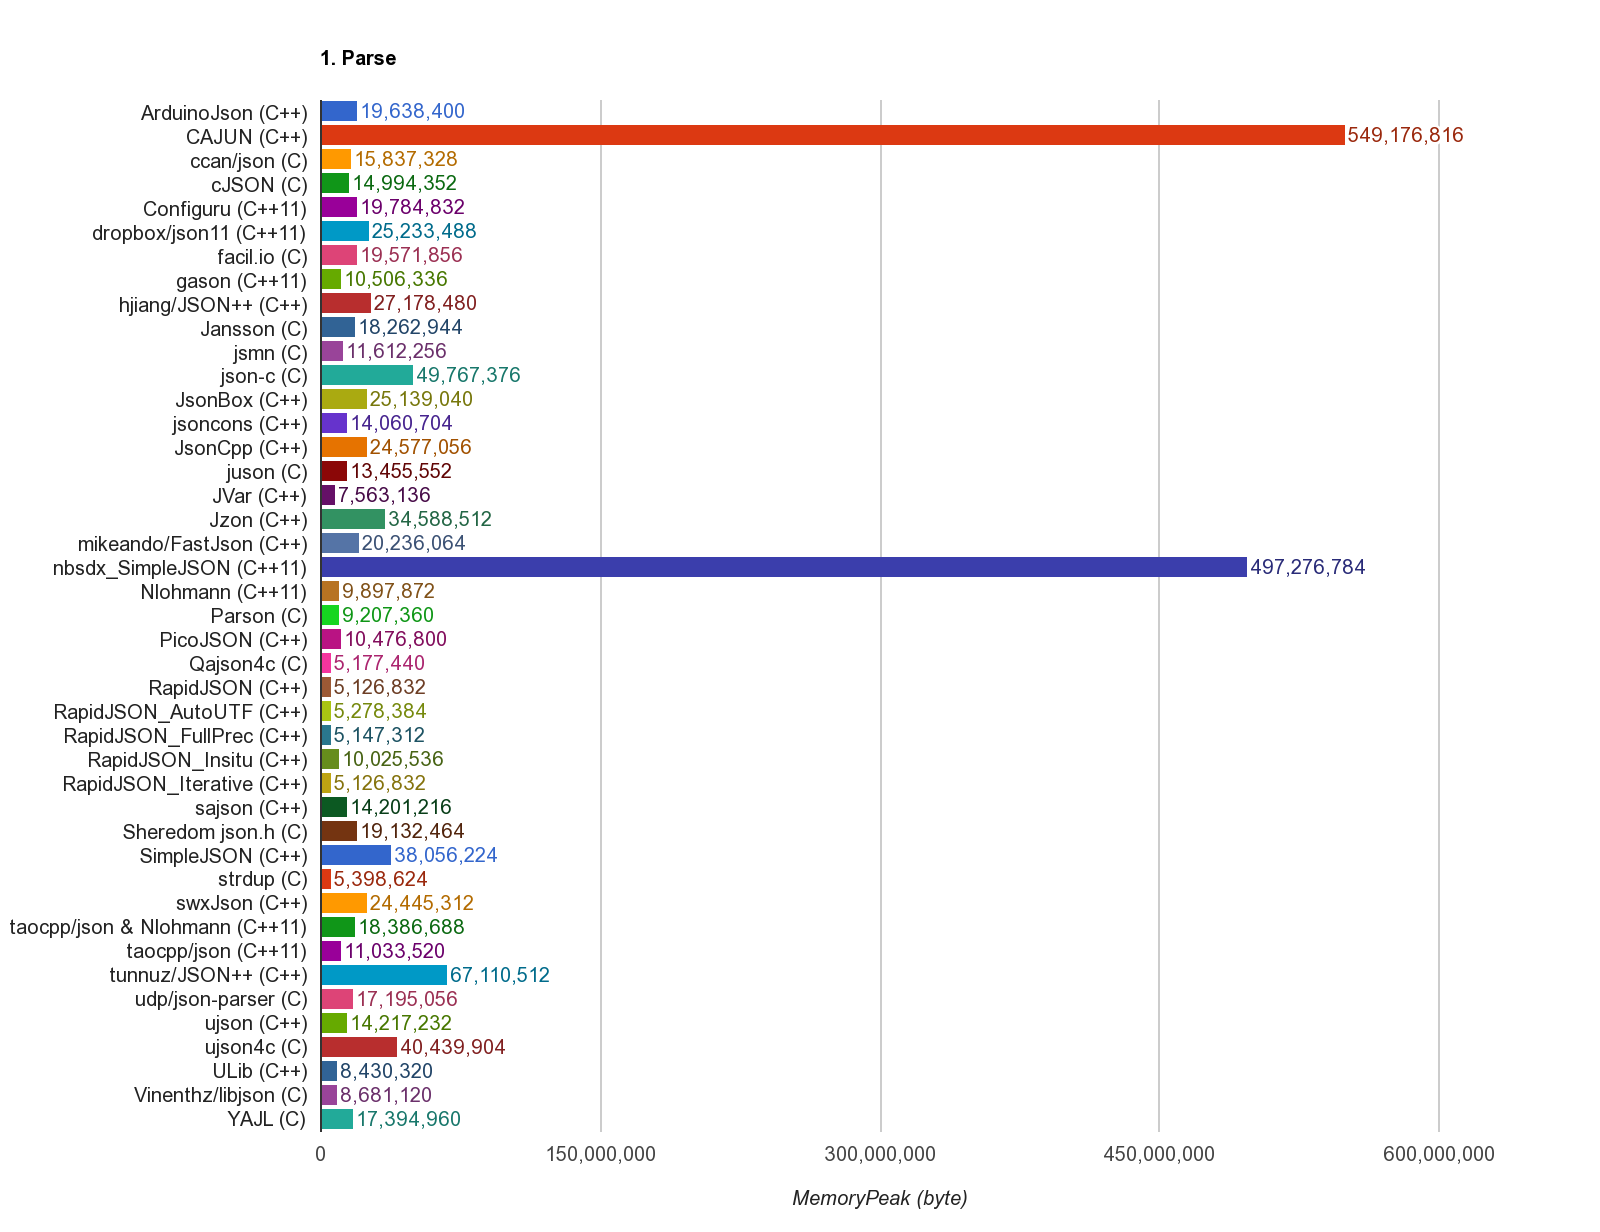 1. Parse
ArduinoJson (C++) 19,638,400
CAJUN (C++) 549,176,816
ccan/json (C) 15,837,328
cJSON (C) 14,994,352
Configuru (C++11) 19,784,832
dropbox/json11 (C++11) 25,233,488
facil.io (C) 19,571,856
gason (C++11) 10,506,336
hjiang/JSON++ (C++) 27,178,480
Jansson (C) 18,262,944
jsmn (C) 11,612,256
json-c (C) 49,767,376
JsonBox (C++) 25,139,040
jsoncons (C++) 14,060,704
JsonCpp (C++) 24,577,056
juson (C) 13,455,552
JVar (C++) 7,563,136
Jzon (C++) 34,588,512
mikeando/FastJson (C++) 20,236,064
nbsdx_SimpleJSON (C++11) 497,276,784
Nlohmann (C++11) 9,897,872
Parson (C) 9,207,360
PicoJSON (C++) 10,476,800
Qajson4c (C) 5,177,440
RapidJSON (C++) 5,126,832
RapidJSON_AutoUTF (C++) 5,278,384
RapidJSON_FullPrec (C++) 5,147,312
RapidJSON_Insitu (C++) 10,025,536
RapidJSON_Iterative (C++) 5,126,832
sajson (C++) 14,201,216
Sheredom json.h (C) 19,132,464
SimpleJSON (C++) 38,056,224
strdup (C) 5,398,624
swxJson (C++) 24,445,312
taocpp/json & Nlohmann (C++11) 18,386,688
taocpp/json (C++11) 11,033,520
tunnuz/JSON++ (C++) 67,110,512
udp/json-parser (C) 17,195,056
ujson (C++) 14,217,232
ujson4c (C) 40,439,904
ULib (C++) 8,430,320
Vinenthz/libjson (C) 8,681,120
YAJL (C) 17,394,960
0 150,000,000 300,000,000 450,000,000 600,000,000
MemoryPeak (byte)